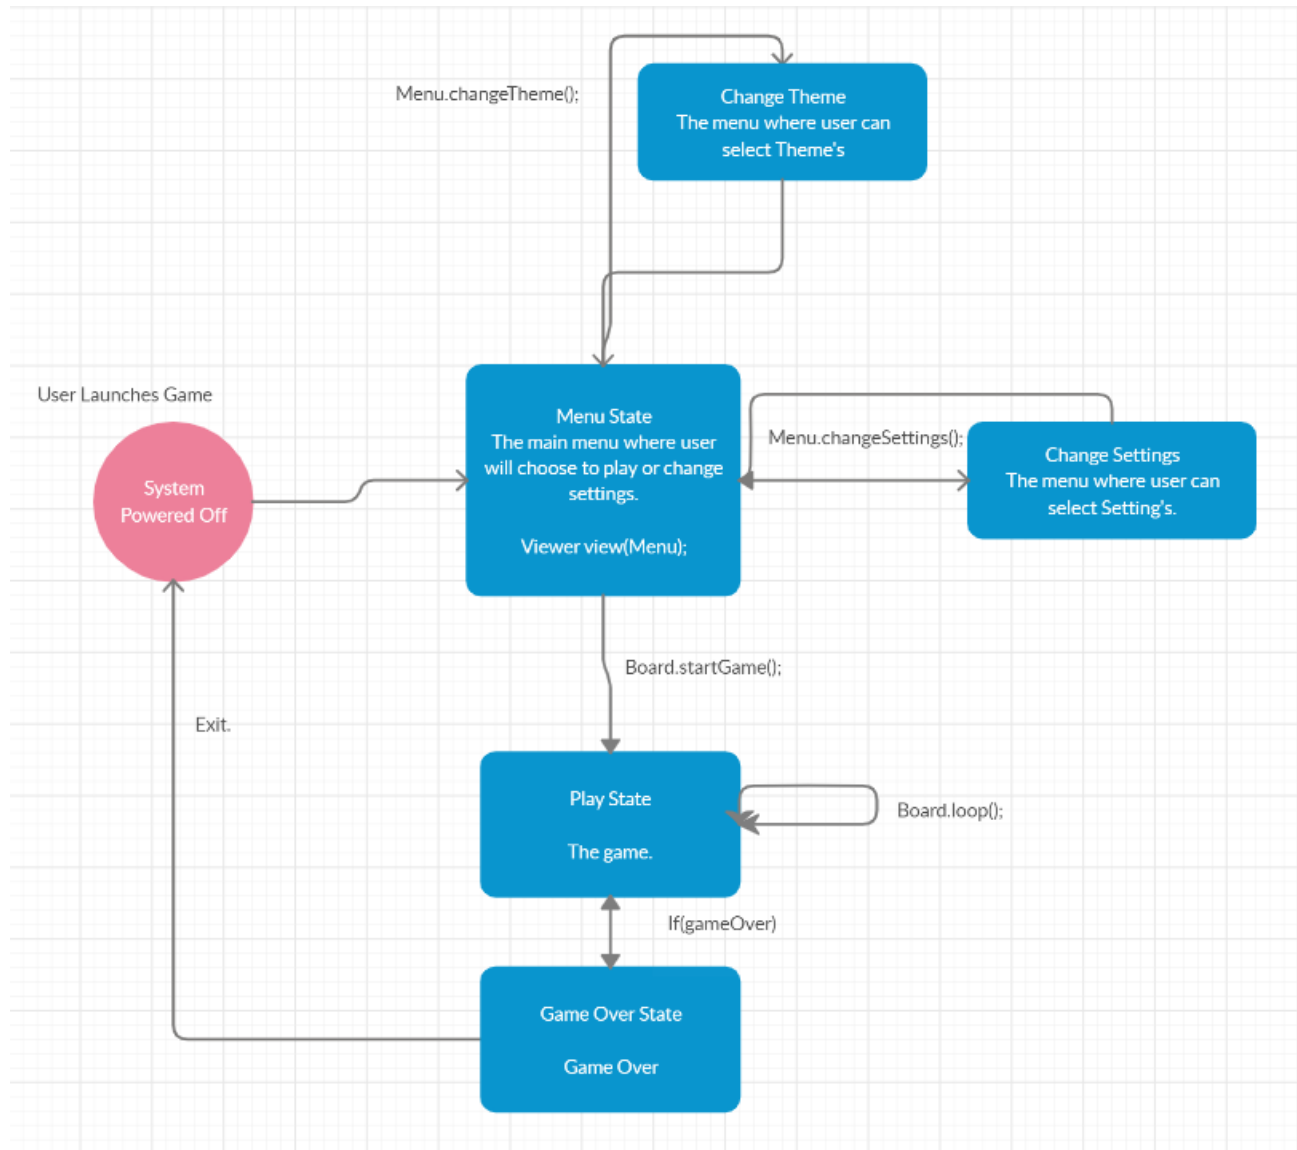 Menu.changeTheme();
Change Theme
The menu where user can
select Theme's
User Launches Game
System
Powered Off
Menu State
The main menu where user
will choose to play or change
settings.
Viewer view(Menu);
Menu.changeSettings();
Change Settings
The menu where user can
select Setting's.
Board.startGame();
Exit.
Play State
The game.
Board.loop();
If(gameOver)
Game Over State
Game Over